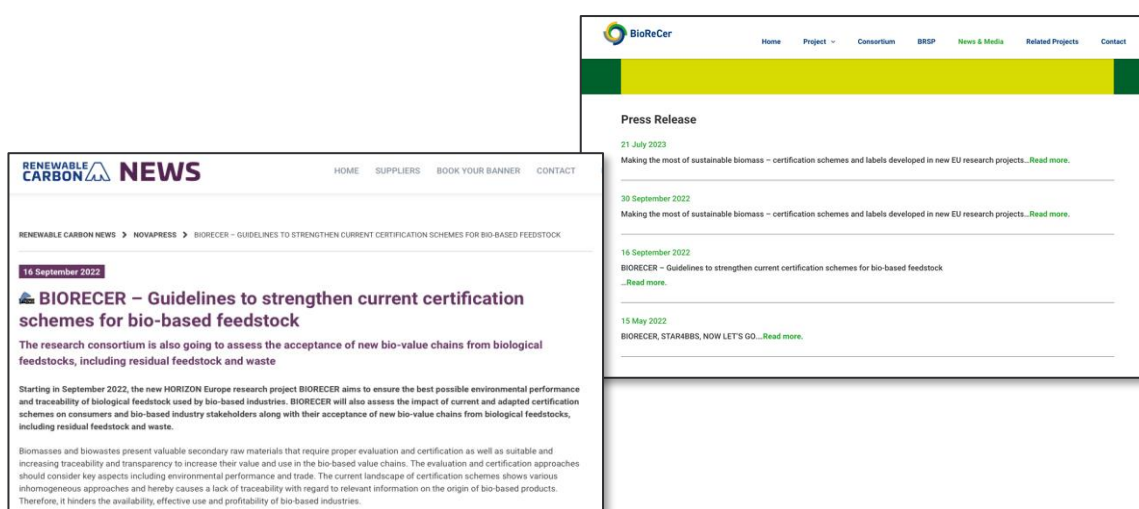 BioReCer
Home Project Consortium BRSP News & Media Related Projects Contact
Press Release
21 July 2023
Making the most of sustainable biomass – certification schemes and labels developed in new EU research projects...Read more.
30 September 2022
Making the most of sustainable biomass – certification schemes and labels developed in new EU research projects...Read more.
16 September 2022
BIORECER – Guidelines to strengthen current certification schemes for bio-based feedstock
...Read more.
15 May 2022
BIORECER, STAR4BBS, NOW LET'S GO...Read more.
RENEWABLE
CARBON NEWS
HOME SUPPLIERS BOOK YOUR BANNER CONTACT
RENEWABLE CARBON NEWS > NOVAPRESS > BIORECER – GUIDELINES TO STRENGTHEN CURRENT CERTIFICATION SCHEMES FOR BIO-BASED FEEDSTOCK
16 September 2022
BIORECER – Guidelines to strengthen current certification
schemes for bio-based feedstock
The research consortium is also going to assess the acceptance of new bio-value chains from biological
feedstocks, including residual feedstock and waste
Starting in September 2022, the new HORIZON Europe research project BIORECER aims to ensure the best possible environmental performance
and traceability of biological feedstock used by bio-based industries. BIORECER will also assess the impact of current and adapted certification
schemes on consumers and bio-based industry stakeholders along with their acceptance of new bio-value chains from biological feedstocks,
including residual feedstock and waste.
Biomasses and biowastes present valuable secondary raw materials that require proper evaluation and certification as well as suitable and
increasing traceability and transparency to increase their value and use in the bio-based value chains. The evaluation and certification approaches
should consider key aspects including environmental performance and trade. The current landscape of certification schemes shows various
inhomogeneous approaches and hereby causes a lack of traceability with regard to relevant information on the origin of bio-based products.
Therefore, it hinders the availability, effective use and profitability of bio-based industries.